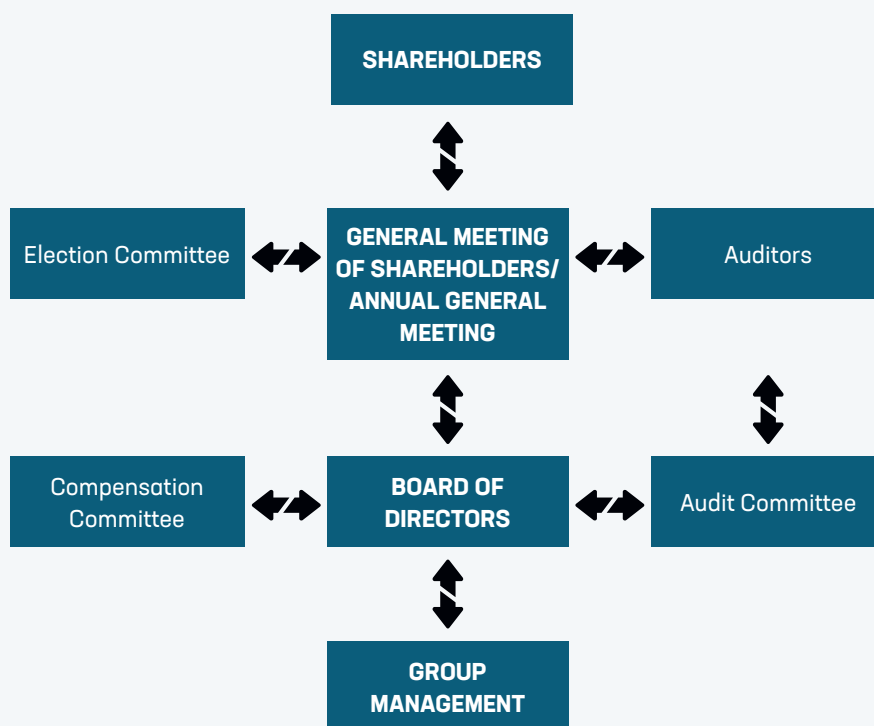 SHAREHOLDERS
Election Committee
GENERAL MEETING
OF SHAREHOLDERS/
ANNUAL GENERAL
MEETING
Auditors
Compensation
Committee
BOARD OF
DIRECTORS
Audit Committee
GROUP
MANAGEMENT